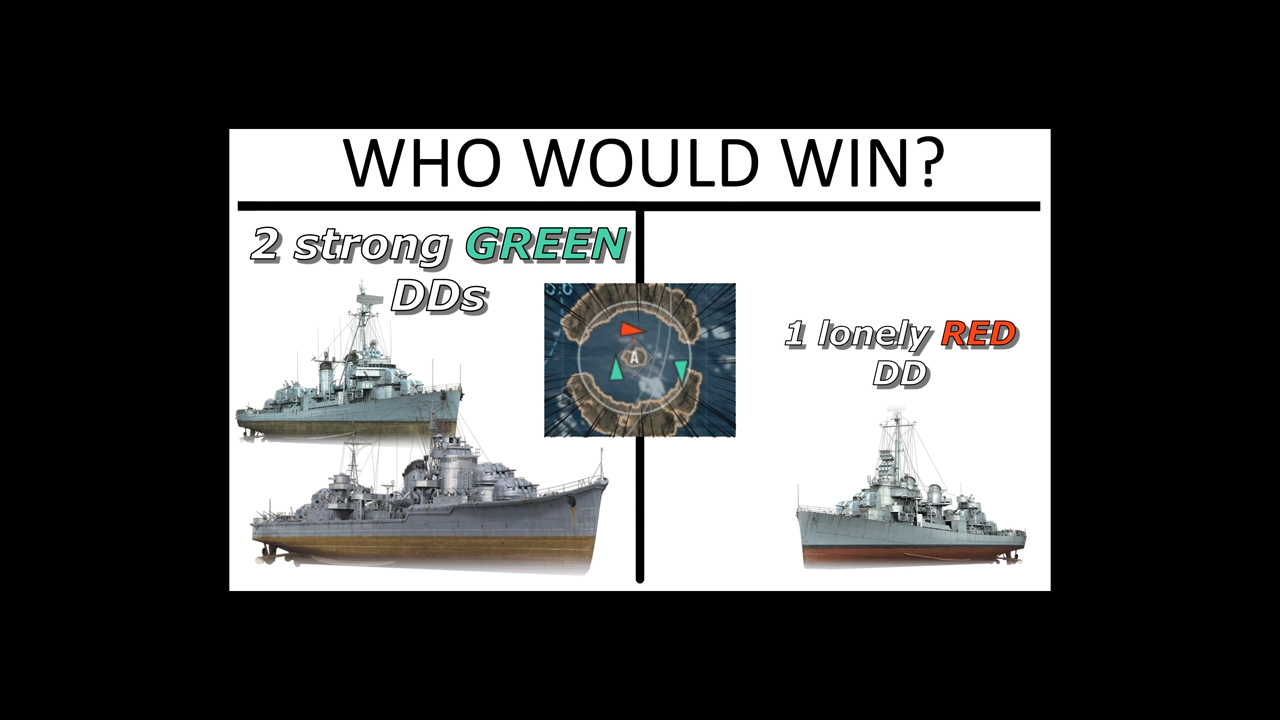 WHO WOULD WIN?
2 strong GREEN
DDs
A
1 lonely RED
DD